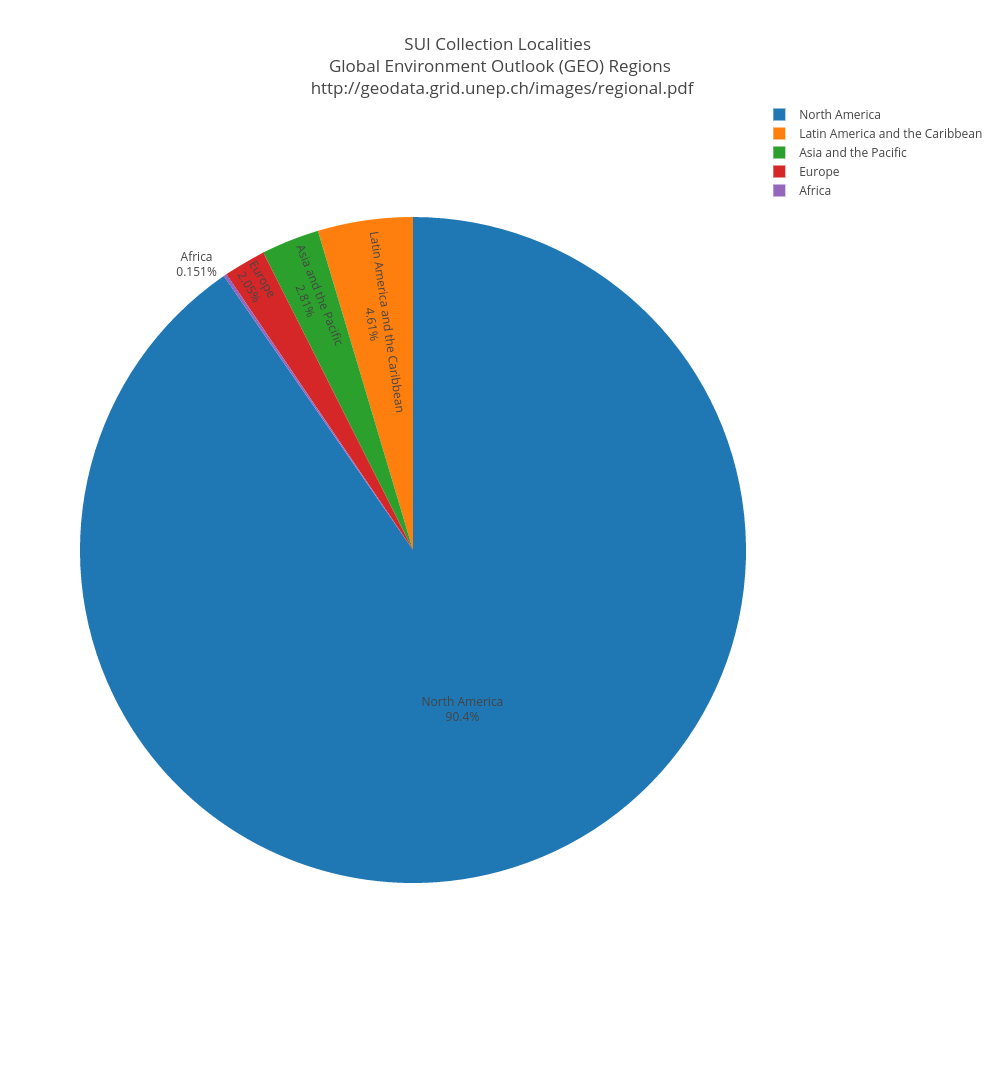 SUI Collection Localities
Global Environment Outlook (GEO) Regions
http://geodata.grid.unep.ch/images/regional.pdf
North America
Latin America and the Caribbean
Asia and the Pacific
Europe
Africa
Africa
0.151%
Europe
2.05%
Asia and the Pacific
2.81%
Latin America and the Caribbean
4.61%
North America
90.4%